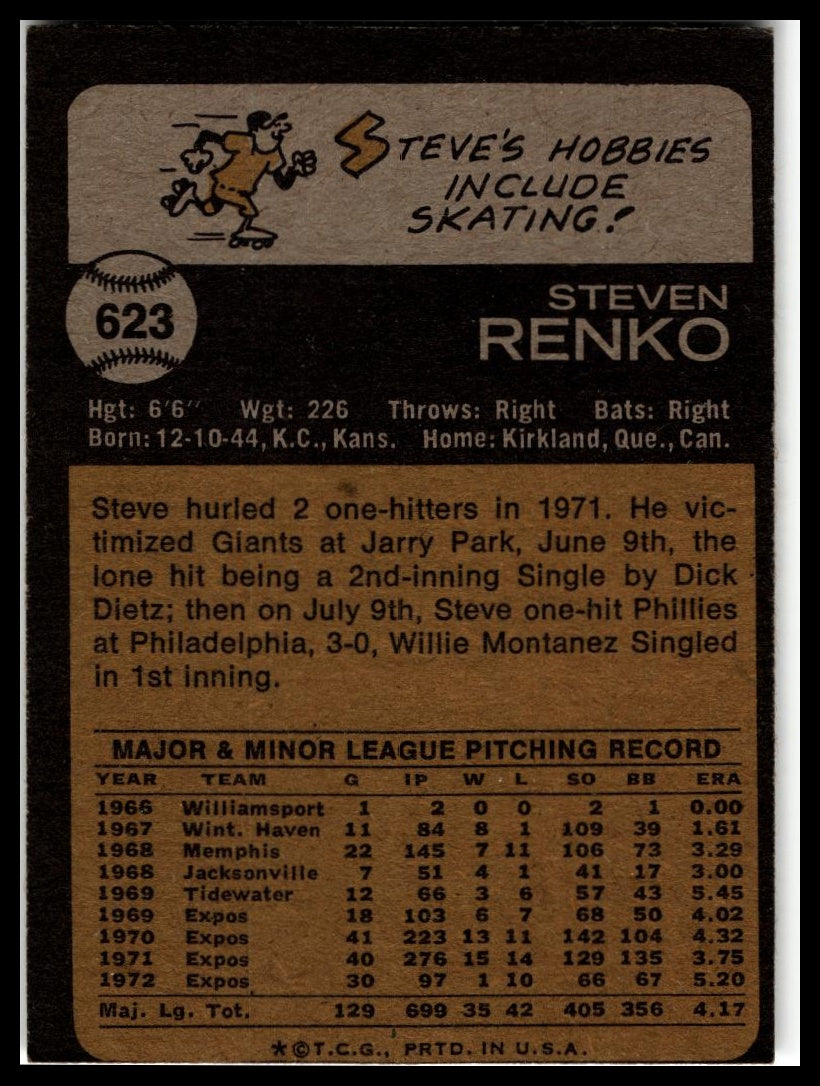 STEVE'S HOBBIES
INCLUDE
SKATING!
623
STEVEN
RENKO
Hgt: 6'6" Wgt: 226 Throws: Right Bats: Right
Born: 12-10-44, K.C., Kans. Home: Kirkland, Que., Can.
Steve hurled 2 one-hitters in 1971. He vic-
timized Giants at Jarry Park, June 9th, the
lone hit being a 2nd-inning Single by Dick
Dietz; then on July 9th, Steve one-hit Phillies
at Philadelphia, 3-0, Willie Montanez Singled
in 1st inning.
MAJOR & MINOR LEAGUE PITCHING RECORD
YEAR TEAM G IP W L SO BB ERA
1966 Williamsport 1 2 0 0 2 1 0.00
1967 Wint. Haven 11 84 8 1 109 39 1.61
1968 Memphis 22 145 7 11 106 73 3.29
1968 Jacksonville 7 51 4 1 41 17 3.00
1969 Tidewater 12 66 3 6 57 43 5.45
1969 Expos 18 103 6 7 68 50 4.02
1970 Expos 41 223 13 11 142 104 4.32
1971 Expos 40 276 15 14 129 135 3.75
1972 Expos 30 97 1 10 66 67 5.20
Maj. Lg. Tot. 129 699 35 42 405 356 4.17
*©T.C.G., PRTD. IN U.S.A.